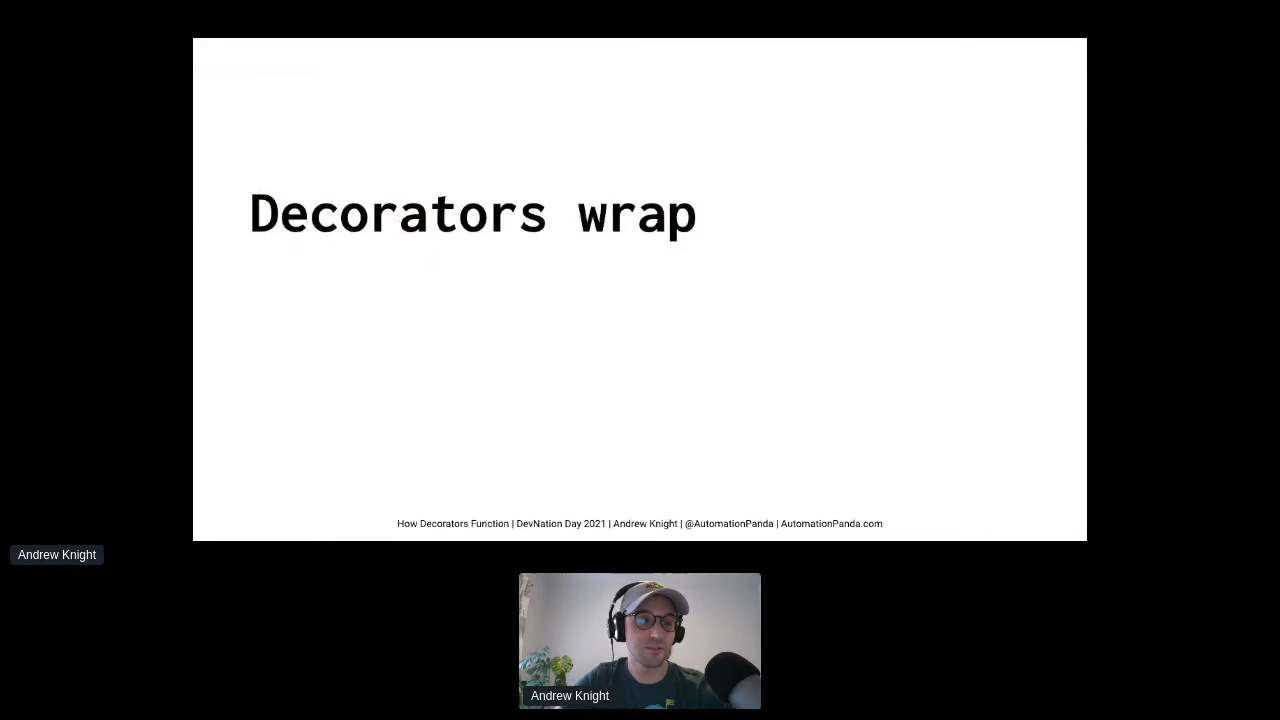 Decorators wrap
How Decorators Function | DevNation Day 2021 | Andrew Knight | @AutomationPanda | AutomationPanda.com
Andrew Knight
Andrew Knight